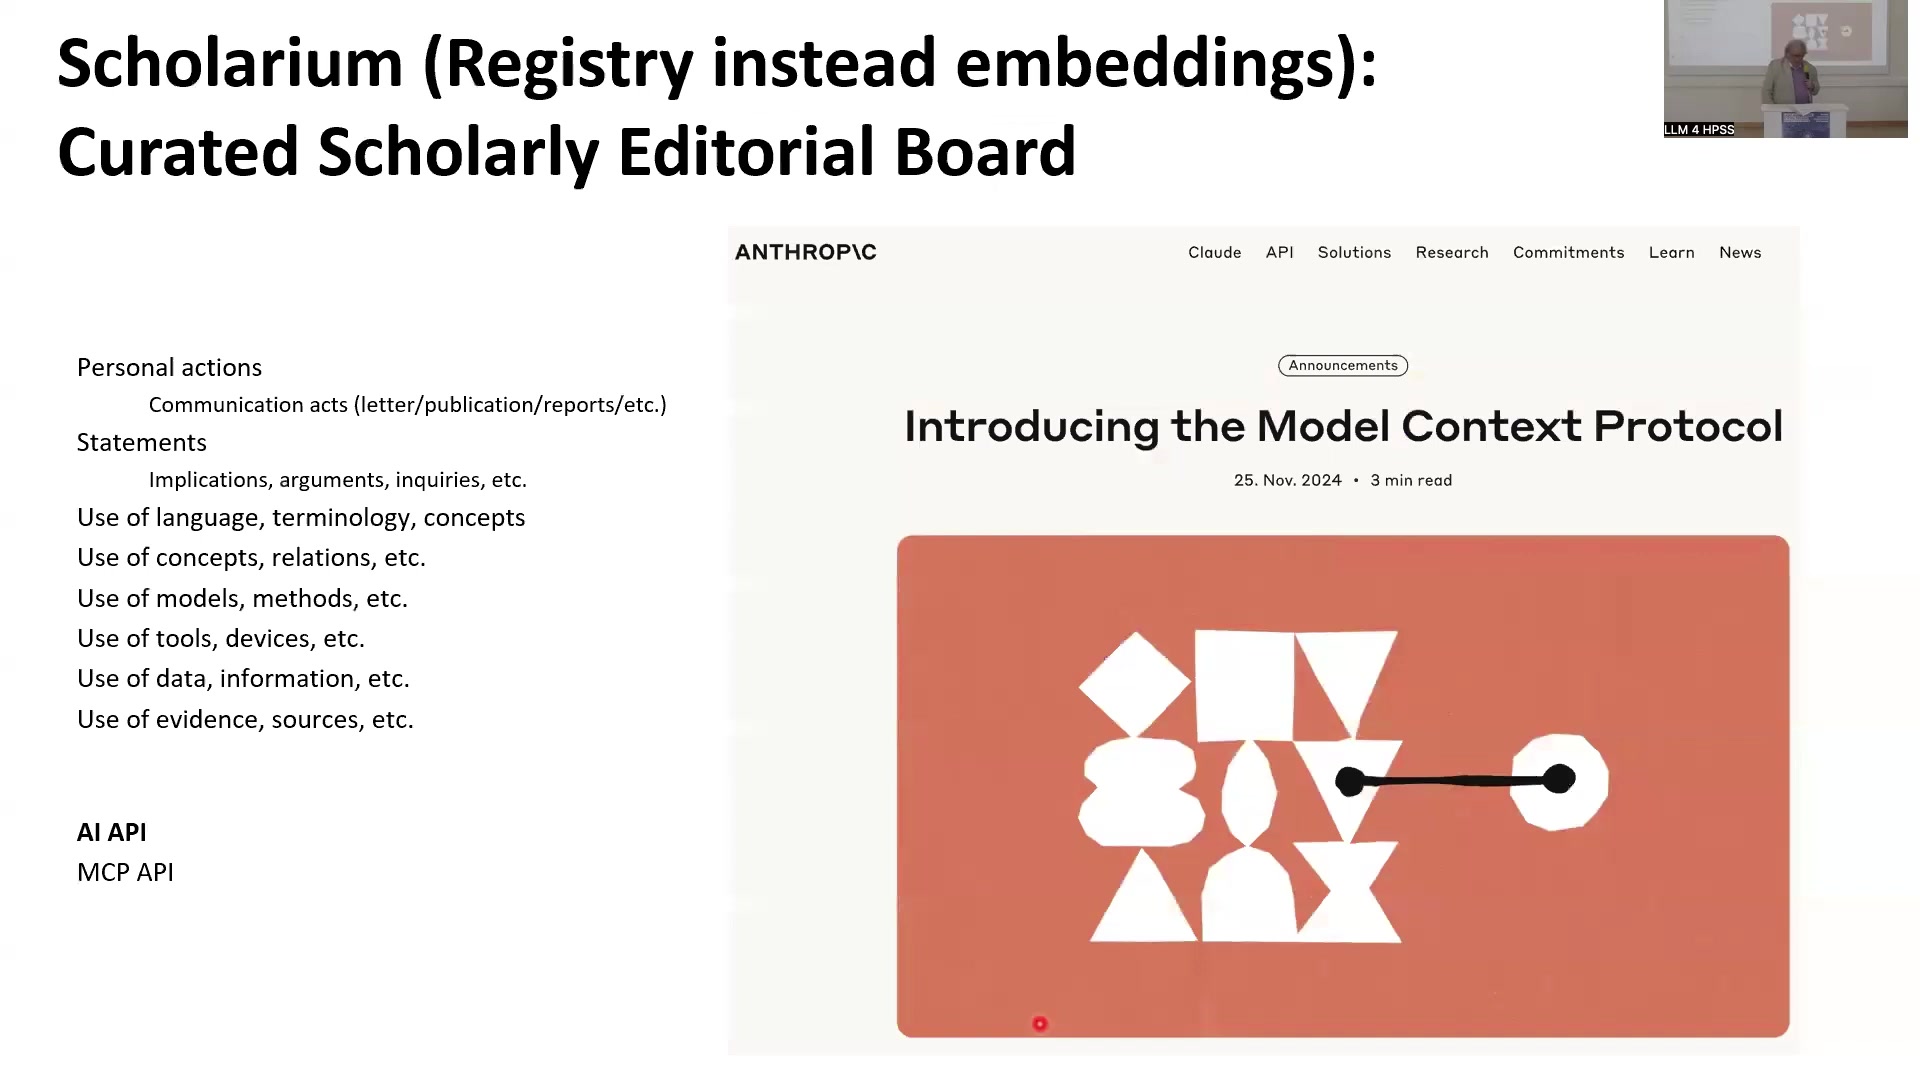 Scholarium (Registry instead embeddings):
Curated Scholarly Editorial Board
LLM 4 HPSS
ANTHROP\C
Claude API Solutions Research Commitments Learn News
Announcements
Introducing the Model Context Protocol
25. Nov. 2024 • 3 min read
Personal actions
Communication acts (letter/publication/reports/etc.)
Statements
Implications, arguments, inquiries, etc.
Use of language, terminology, concepts
Use of concepts, relations, etc.
Use of models, methods, etc.
Use of tools, devices, etc.
Use of data, information, etc.
Use of evidence, sources, etc.
AI API
MCP API